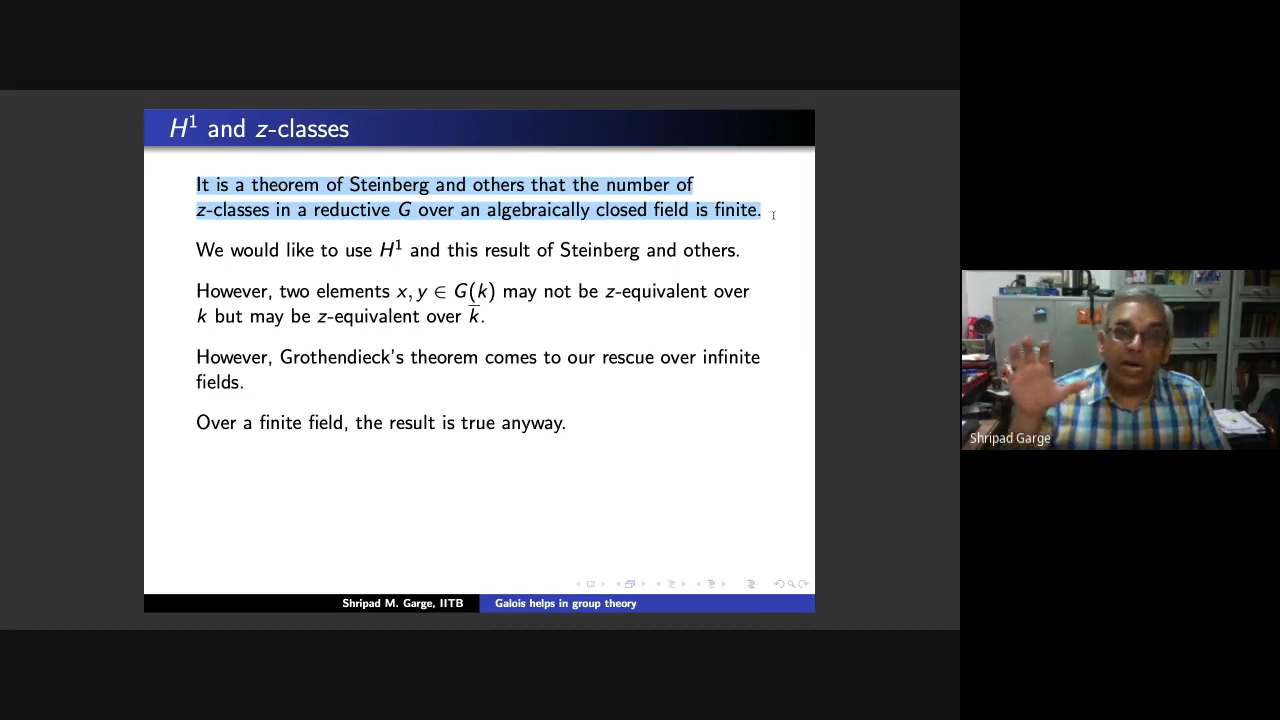 H¹ and z-classes
It is a theorem of Steinberg and others that the number of
z-classes in a reductive G over an algebraically closed field is finite.
We would like to use H¹ and this result of Steinberg and others.
However, two elements x, y ∈ G(k) may not be z-equivalent over
k but may be z-equivalent over k̅.
However, Grothendieck's theorem comes to our rescue over infinite
fields.
Over a finite field, the result is true anyway.
Shripad M. Garge, IITB
Galois helps in group theory
Shripad Garge